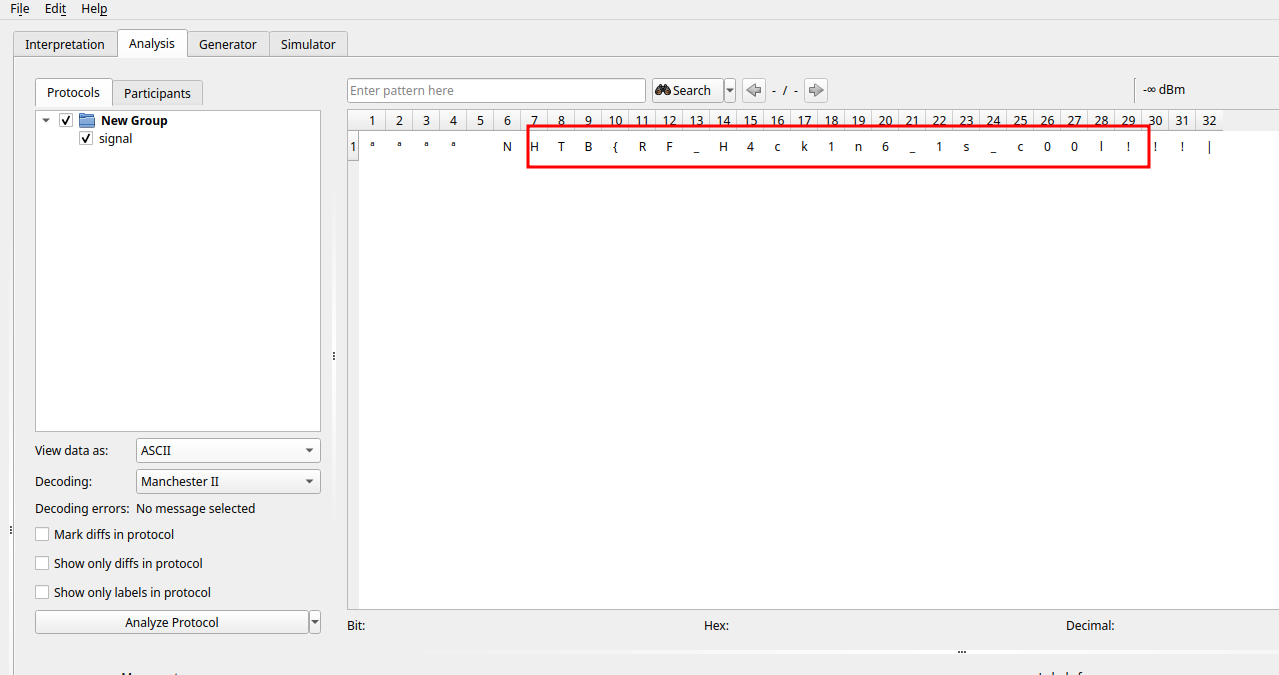 File Edit Help
Interpretation Analysis Generator Simulator
Protocols Participants
Enter pattern here Search - / - -∞ dBm
New Group
signal
1 2 3 4 5 6 7 8 9 10 11 12 13 14 15 16 17 18 19 20 21 22 23 24 25 26 27 28 29 30 31 32
1 ª ª ª ª N H T B { R F _ H 4 c k 1 n 6 _ 1 s _ c 0 0 l ! ! ! |
View data as: ASCII
Decoding: Manchester II
Decoding errors: No message selected
Mark diffs in protocol
Show only diffs in protocol
Show only labels in protocol
Analyze Protocol
Bit: Hex: Decimal: